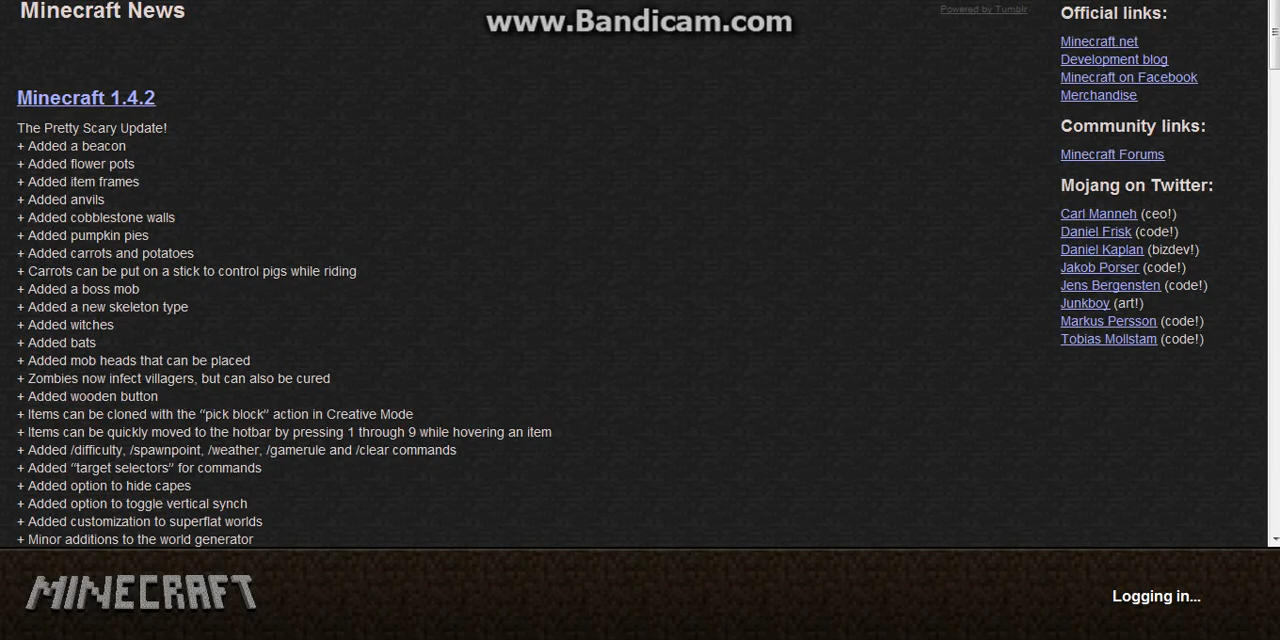 Minecraft News
www.Bandicam.com
Powered by Tumblr
Minecraft 1.4.2
The Pretty Scary Update!
+ Added a beacon
+ Added flower pots
+ Added item frames
+ Added anvils
+ Added cobblestone walls
+ Added pumpkin pies
+ Added carrots and potatoes
+ Carrots can be put on a stick to control pigs while riding
+ Added a boss mob
+ Added a new skeleton type
+ Added witches
+ Added bats
+ Added mob heads that can be placed
+ Zombies now infect villagers, but can also be cured
+ Added wooden button
+ Items can be cloned with the “pick block” action in Creative Mode
+ Items can be quickly moved to the hotbar by pressing 1 through 9 while hovering an item
+ Added /difficulty, /spawnpoint, /weather, /gamerule and /clear commands
+ Added “target selectors” for commands
+ Added option to hide capes
+ Added option to toggle vertical synch
+ Added customization to superflat worlds
+ Minor additions to the world generator
Official links:
Minecraft.net
Development blog
Minecraft on Facebook
Merchandise
Community links:
Minecraft Forums
Mojang on Twitter:
Carl Manneh (ceo!)
Daniel Frisk (code!)
Daniel Kaplan (bizdev!)
Jakob Porser (code!)
Jens Bergensten (code!)
Junkboy (art!)
Markus Persson (code!)
Tobias Mollstam (code!)
MINECRAFT
Logging in...